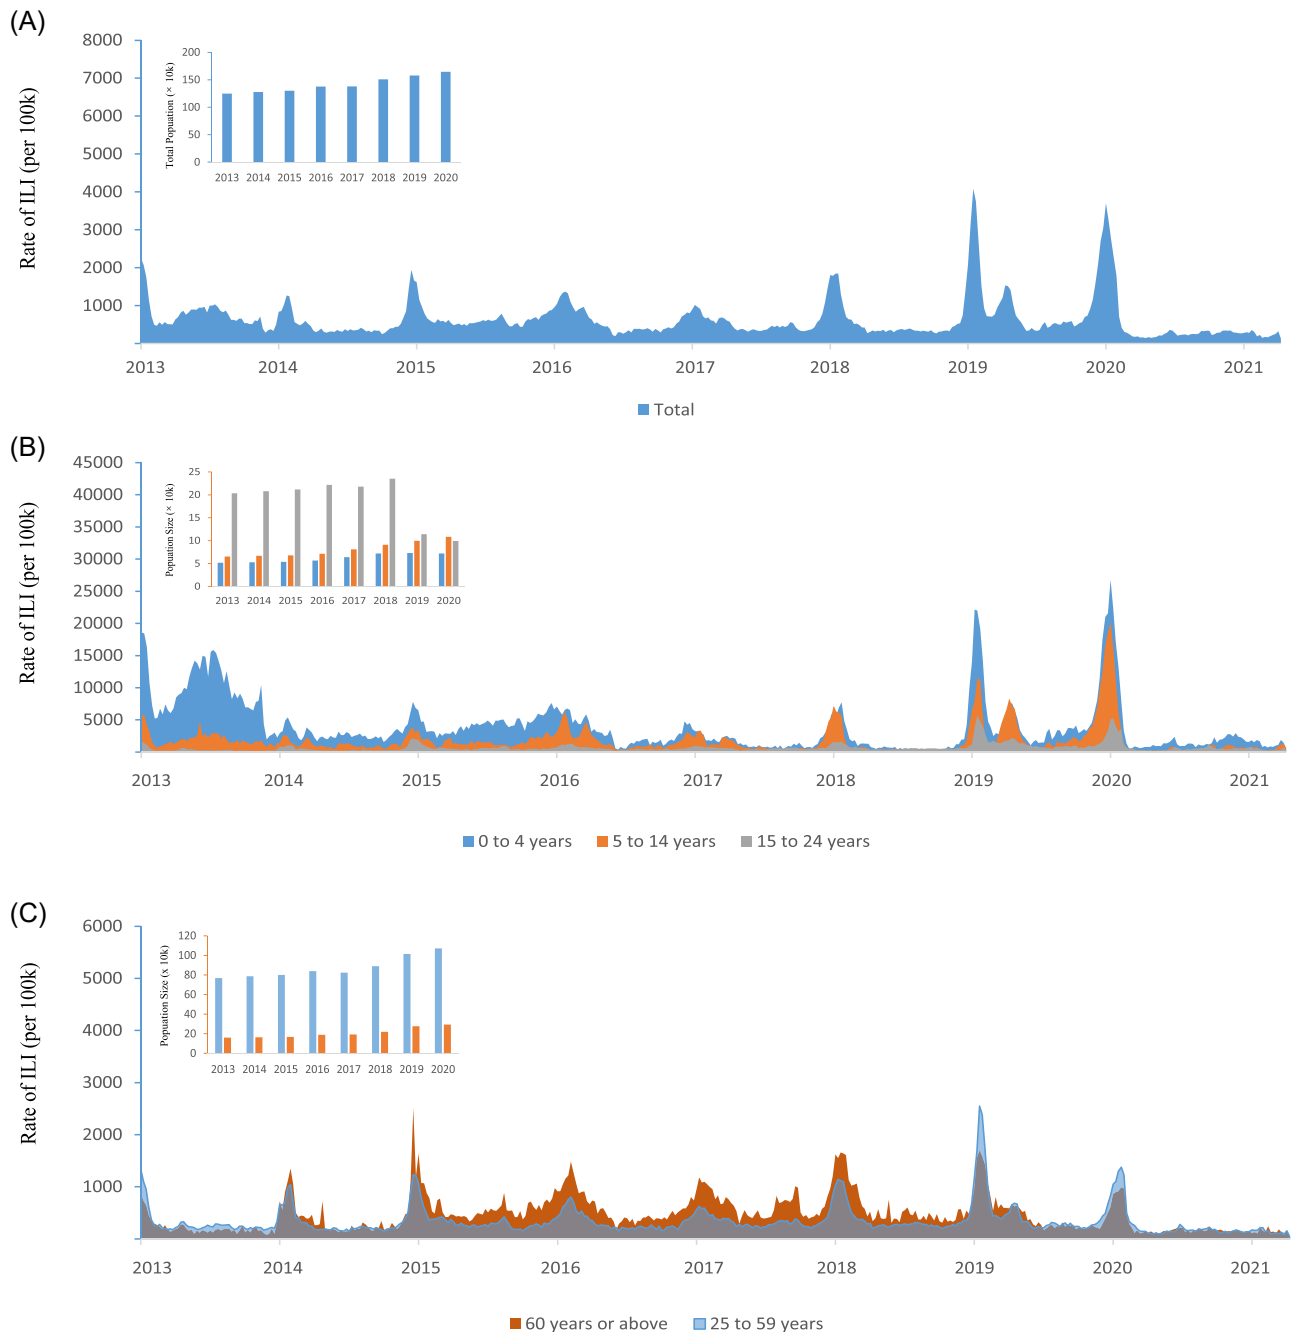 (A)
Rate of ILI (per 100k)
8000
7000
6000
5000
4000
3000
2000
1000
Total Popuation (× 10k)
200
150
100
50
0
2013 2014 2015 2016 2017 2018 2019 2020
2013 2014 2015 2016 2017 2018 2019 2020 2021
Total
(B)
Rate of ILI (per 100k)
45000
40000
35000
30000
25000
20000
15000
10000
5000
Popuation Size (× 10k)
25
20
15
10
5
0
2013 2014 2015 2016 2017 2018 2019 2020
2013 2014 2015 2016 2017 2018 2019 2020 2021
0 to 4 years 5 to 14 years 15 to 24 years
(C)
Rate of ILI (per 100k)
6000
5000
4000
3000
2000
1000
Popuation Size (x 10k)
120
100
80
60
40
20
0
2013 2014 2015 2016 2017 2018 2019 2020
2013 2014 2015 2016 2017 2018 2019 2020 2021
60 years or above 25 to 59 years